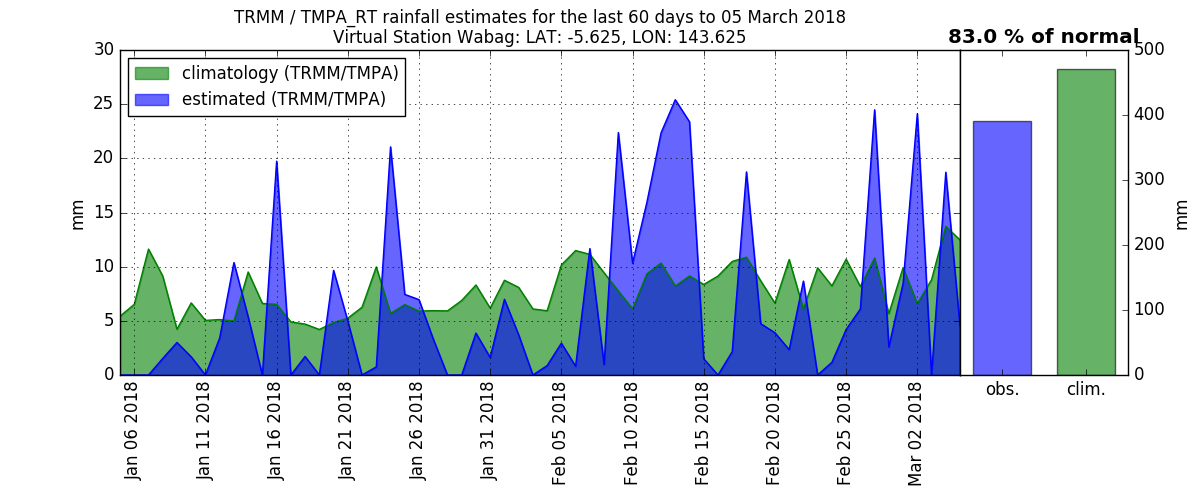 TRMM / TMPA_RT rainfall estimates for the last 60 days to 05 March 2018
Virtual Station Wabag: LAT: -5.625, LON: 143.625
83.0 % of normal
climatology (TRMM/TMPA)
estimated (TRMM/TMPA)
30
25
20
15
10
5
0
mm
Jan 06 2018
Jan 11 2018
Jan 16 2018
Jan 21 2018
Jan 26 2018
Jan 31 2018
Feb 05 2018
Feb 10 2018
Feb 15 2018
Feb 20 2018
Feb 25 2018
Mar 02 2018
obs.
clim.
500
400
300
200
100
0
mm